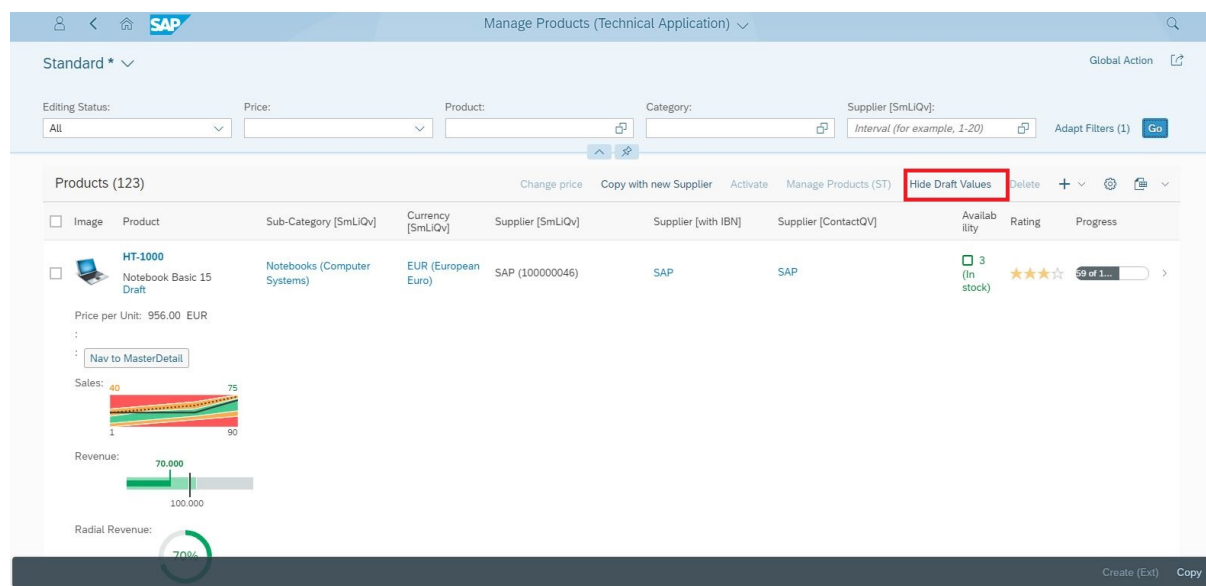 SAP
Manage Products (Technical Application)
Standard *
Global Action
Editing Status:
Price:
Product:
Category:
Supplier [SmLiQv]:
All
Interval (for example, 1-20)
Adapt Filters (1)
Go
Products (123)
Change price
Copy with new Supplier
Activate
Manage Products (ST)
Hide Draft Values
Delete
Image
Product
Sub-Category [SmLiQv]
Currency
[SmLiQv]
Supplier [SmLiQv]
Supplier [with IBN]
Supplier [ContactQV]
Availab
ility
Rating
Progress
HT-1000
Notebook Basic 15
Draft
Notebooks (Computer
Systems)
EUR (European
Euro)
SAP (100000046)
SAP
SAP
3
(In
stock)
59 of 1...
Price per Unit: 956.00 EUR
:
:
Nav to MasterDetail
Sales:
40
75
1
90
Revenue:
70.000
100.000
Radial Revenue:
70%
Create (Ext)
Copy